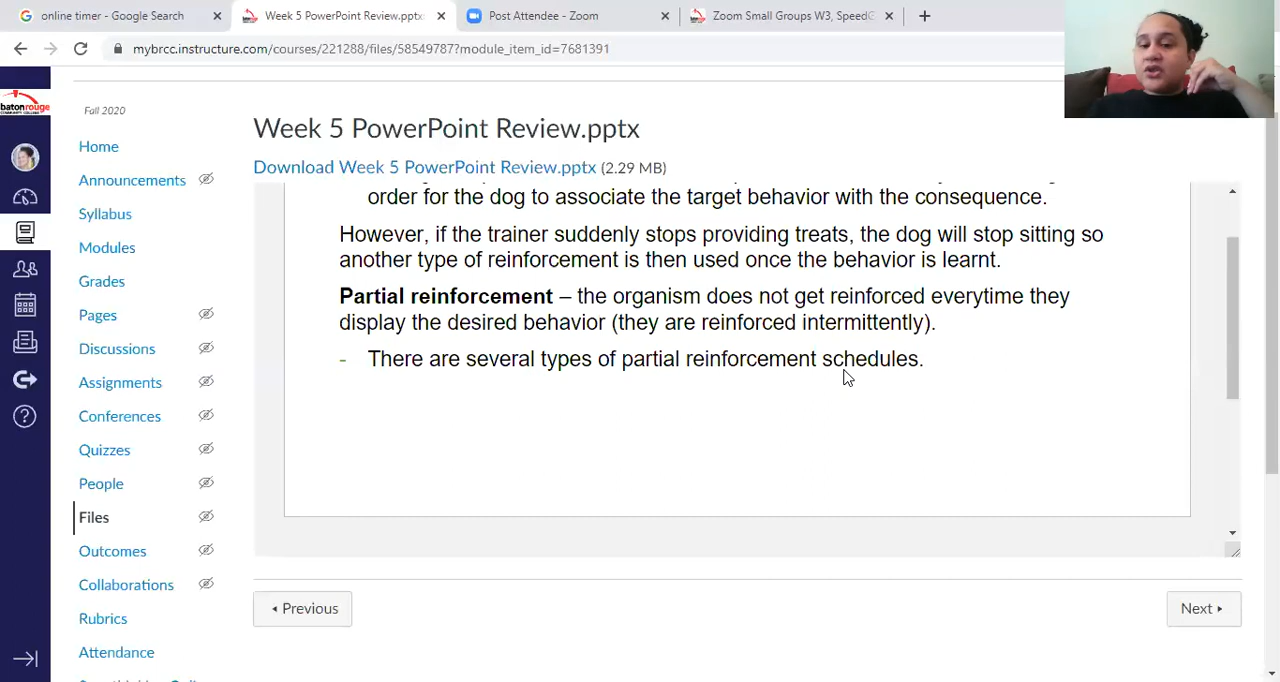 online timer - Google Search
Week 5 PowerPoint Review.pptx
Post Attendee - Zoom
Zoom Small Groups W3, SpeedG
mybrcc.instructure.com/courses/221288/files/58549787?module_item_id=7681391
batonrouge
COMMUNITY COLLEGE
Fall 2020
Home
Announcements
Syllabus
Modules
Grades
Pages
Discussions
Assignments
Conferences
Quizzes
People
Files
Outcomes
Collaborations
Rubrics
Attendance
Week 5 PowerPoint Review.pptx
Download Week 5 PowerPoint Review.pptx (2.29 MB)
order for the dog to associate the target behavior with the consequence.
However, if the trainer suddenly stops providing treats, the dog will stop sitting so
another type of reinforcement is then used once the behavior is learnt.
Partial reinforcement – the organism does not get reinforced everytime they
display the desired behavior (they are reinforced intermittently).
- There are several types of partial reinforcement schedules.
Previous
Next